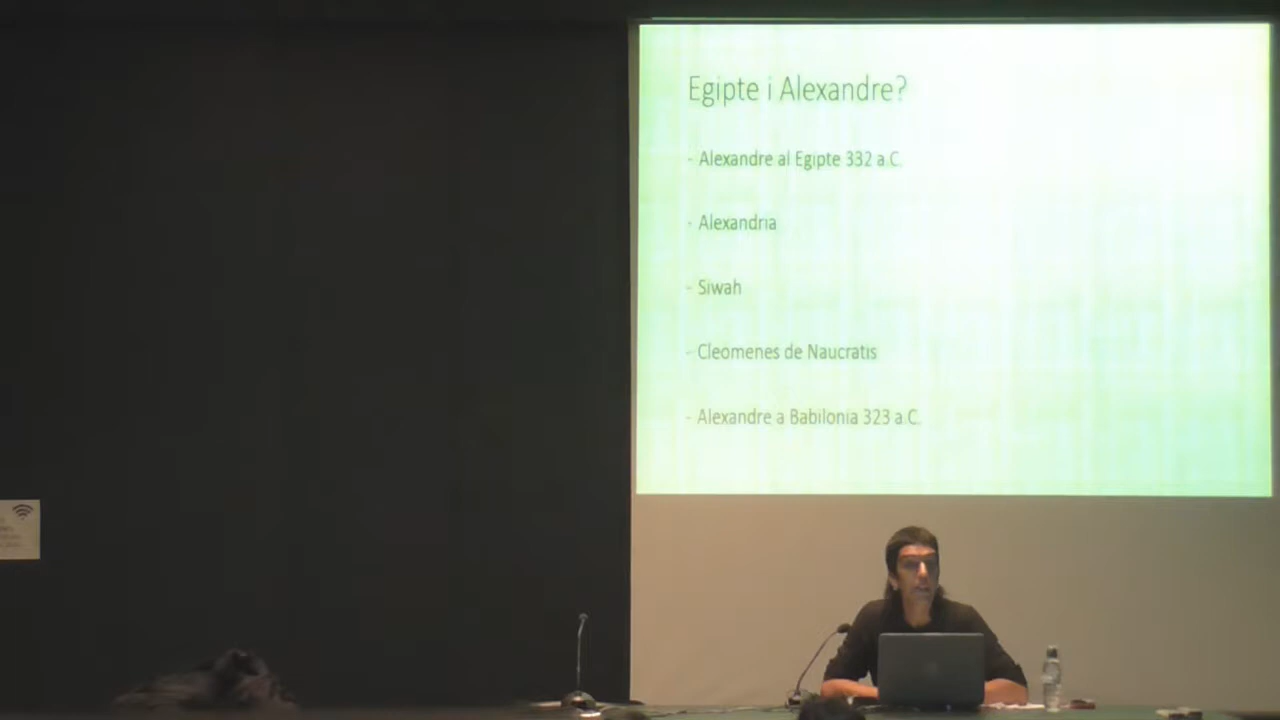 Egipte i Alexandre?
- Alexandre al Egipte 332 a.C.
- Alexandria
- Siwah
- Cleomenes de Naucratis
- Alexandre a Babilonia 323 a.C.